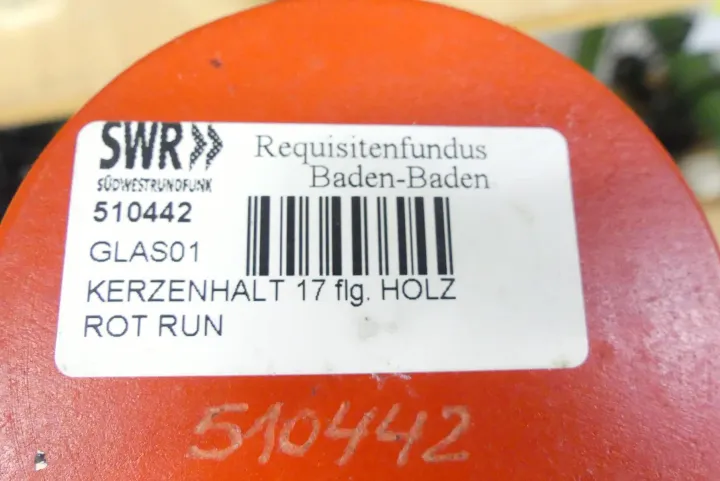 SWR Requisitenfundus
SÜDWESTRUNDFUNK Baden-Baden
510442
GLAS01
KERZENHALT 17 flg. HOLZ
ROT RUN
510442